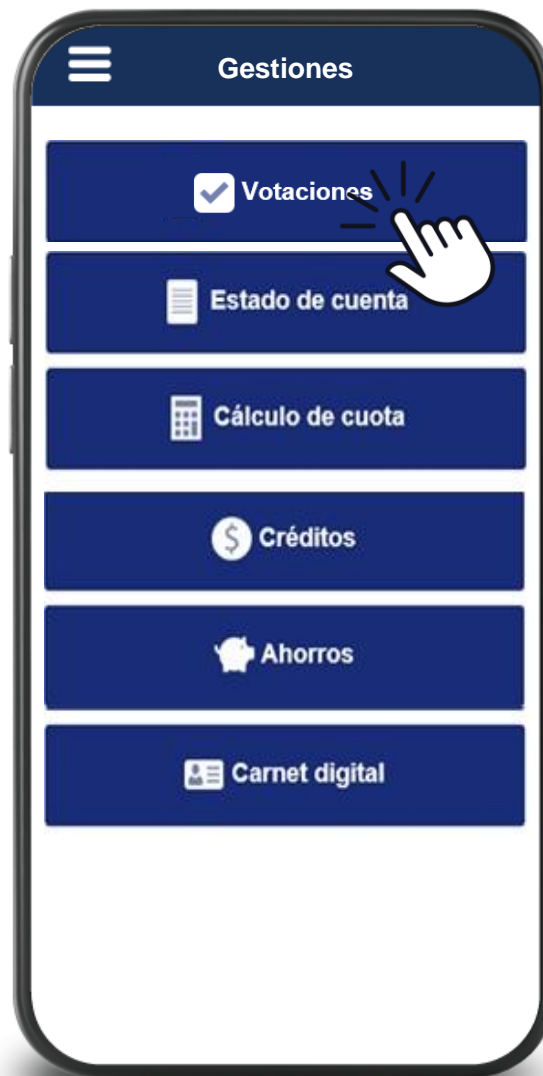 Gestiones
Votaciones
Estado de cuenta
Cálculo de cuota
Créditos
Ahorros
Carnet digital